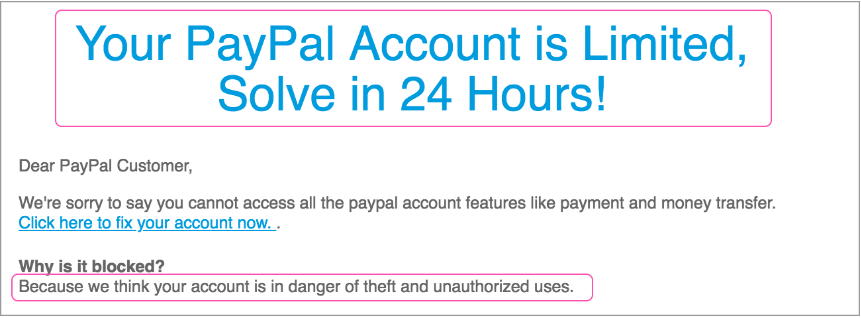 Your PayPal Account is Limited,
Solve in 24 Hours!
Dear PayPal Customer,
We're sorry to say you cannot access all the paypal account features like payment and money transfer.
Click here to fix your account now. .
Why is it blocked?
Because we think your account is in danger of theft and unauthorized uses.